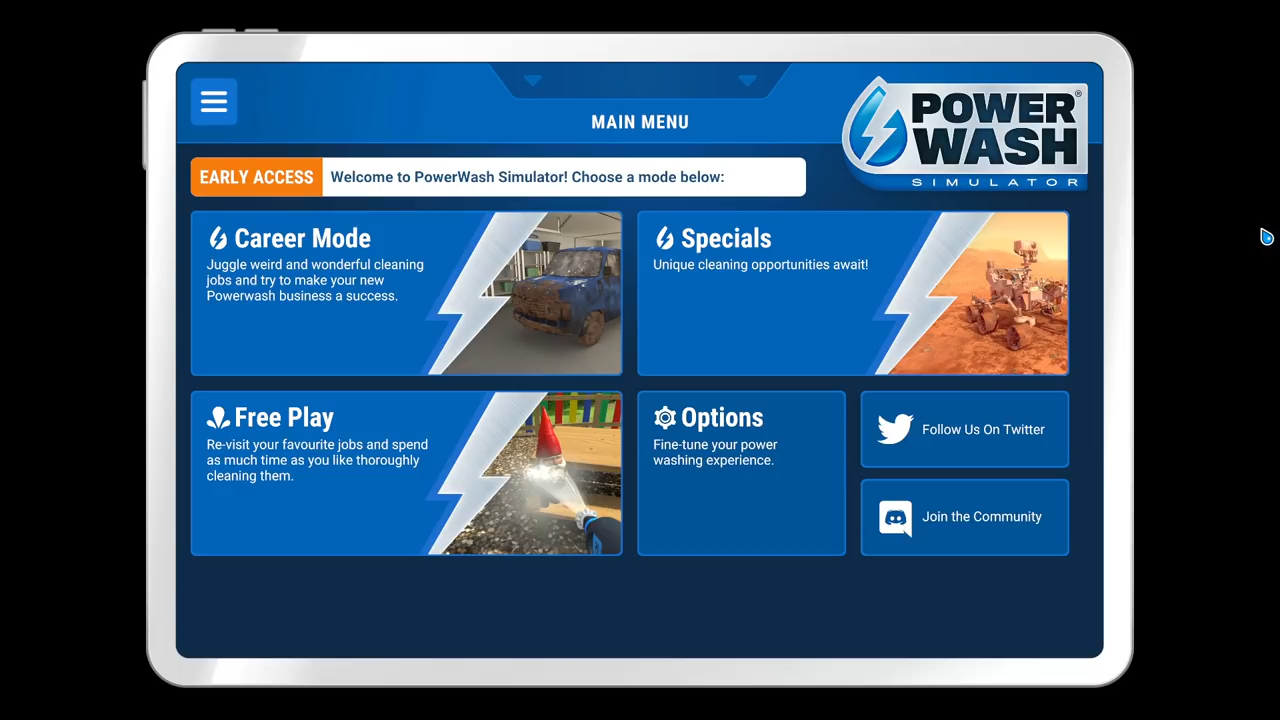 MAIN MENU
POWER®
WASH
SIMULATOR
EARLY ACCESS Welcome to PowerWash Simulator! Choose a mode below:
Career Mode
Juggle weird and wonderful cleaning
jobs and try to make your new
Powerwash business a success.
Specials
Unique cleaning opportunities await!
Free Play
Re-visit your favourite jobs and spend
as much time as you like thoroughly
cleaning them.
Options
Fine-tune your power
washing experience.
Follow Us On Twitter
Join the Community